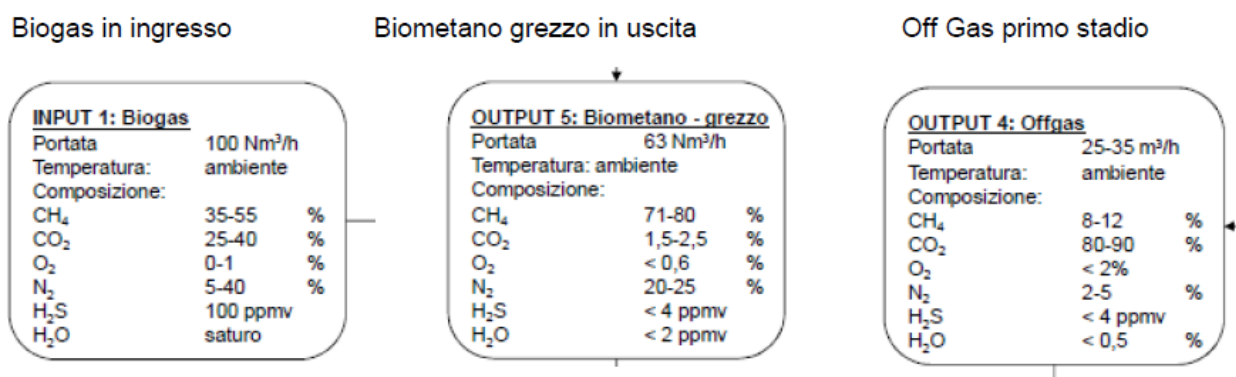 Biogas in ingresso
Biometano grezzo in uscita
Off Gas primo stadio
INPUT 1: Biogas
Portata 100 Nm³/h
Temperatura: ambiente
Composizione:
CH₄ 35-55 %
CO₂ 25-40 %
O₂ 0-1 %
N₂ 5-40 %
H₂S 100 ppmv
H₂O saturo
OUTPUT 5: Biometano - grezzo
Portata 63 Nm³/h
Temperatura: ambiente
Composizione:
CH₄ 71-80 %
CO₂ 1,5-2,5 %
O₂ < 0,6 %
N₂ 20-25 %
H₂S < 4 ppmv
H₂O < 2 ppmv
OUTPUT 4: Offgas
Portata 25-35 m³/h
Temperatura: ambiente
Composizione:
CH₄ 8-12 %
CO₂ 80-90 %
O₂ < 2%
N₂ 2-5 %
H₂S < 4 ppmv
H₂O < 0,5 %